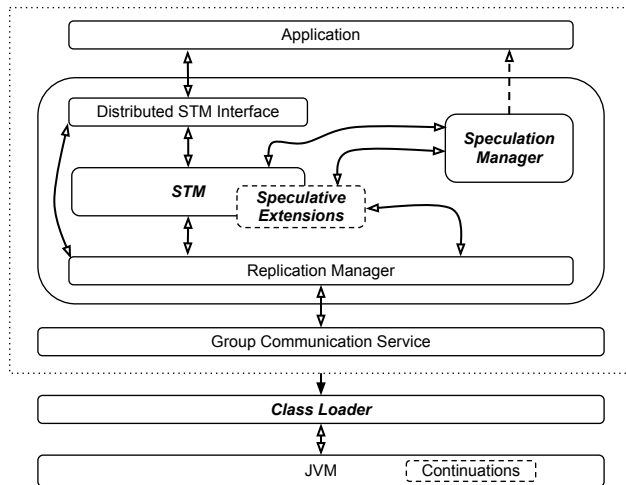 Application
Distributed STM Interface
Speculation
Manager
STM
Speculative
Extensions
Replication Manager
Group Communication Service
Class Loader
JVM
Continuations